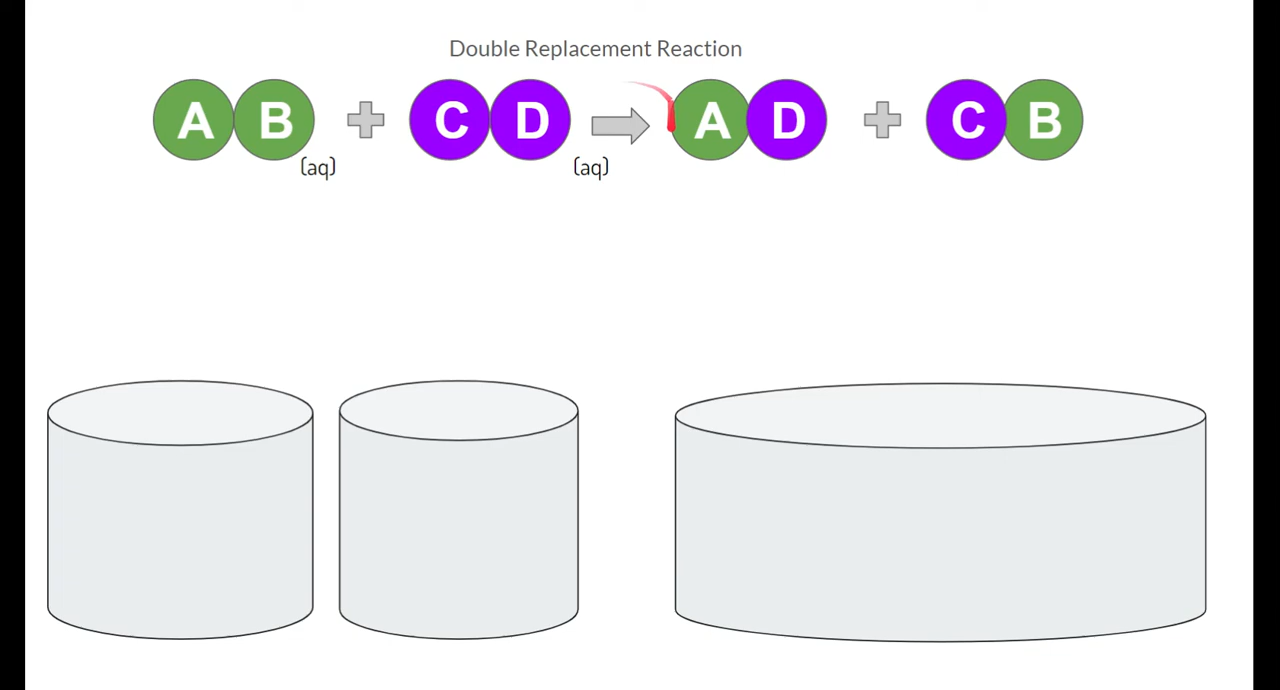 Double Replacement Reaction
A B + C D A D + C B
(aq) (aq)